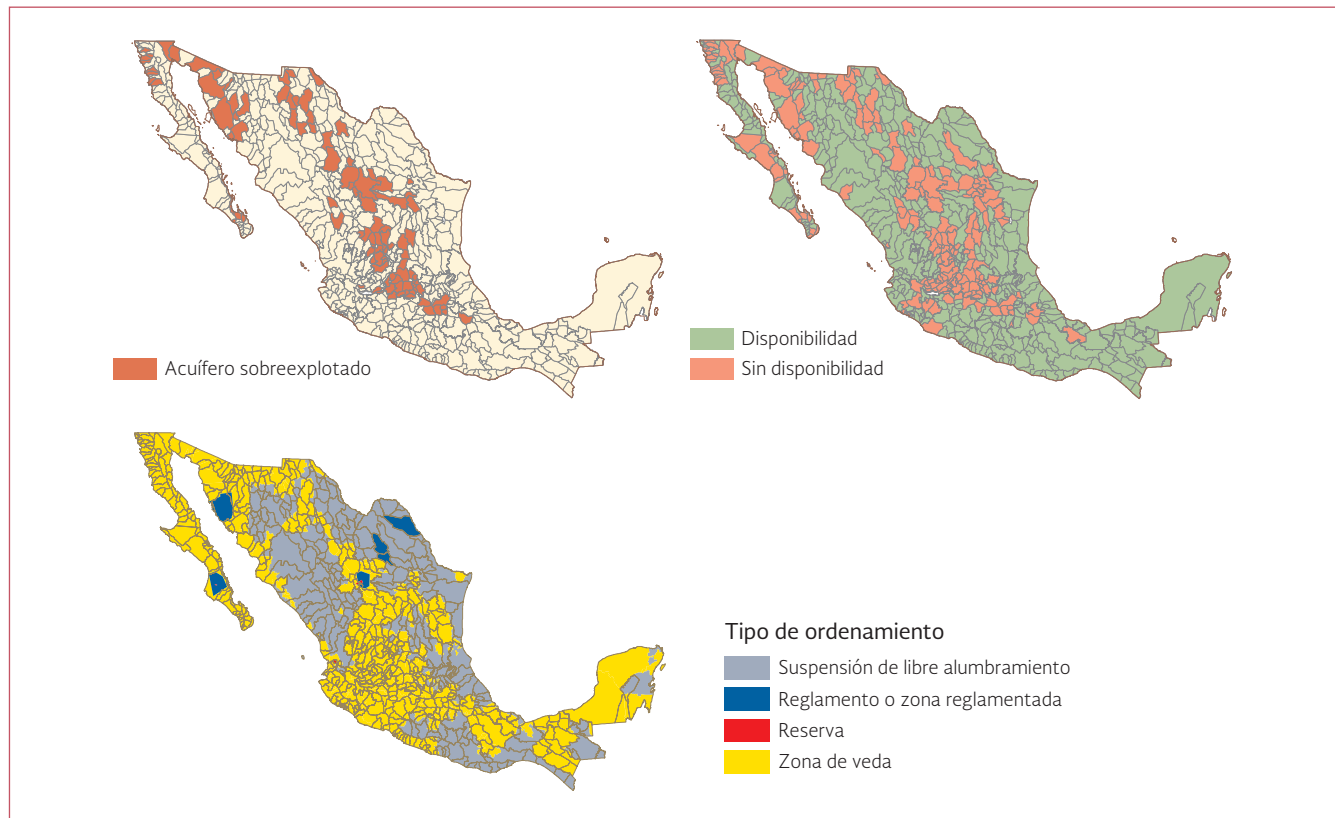 Acuífero sobreexplotado
Disponibilidad
Sin disponibilidad
Tipo de ordenamiento
Suspensión de libre alumbramiento
Reglamento o zona reglamentada
Reserva
Zona de veda